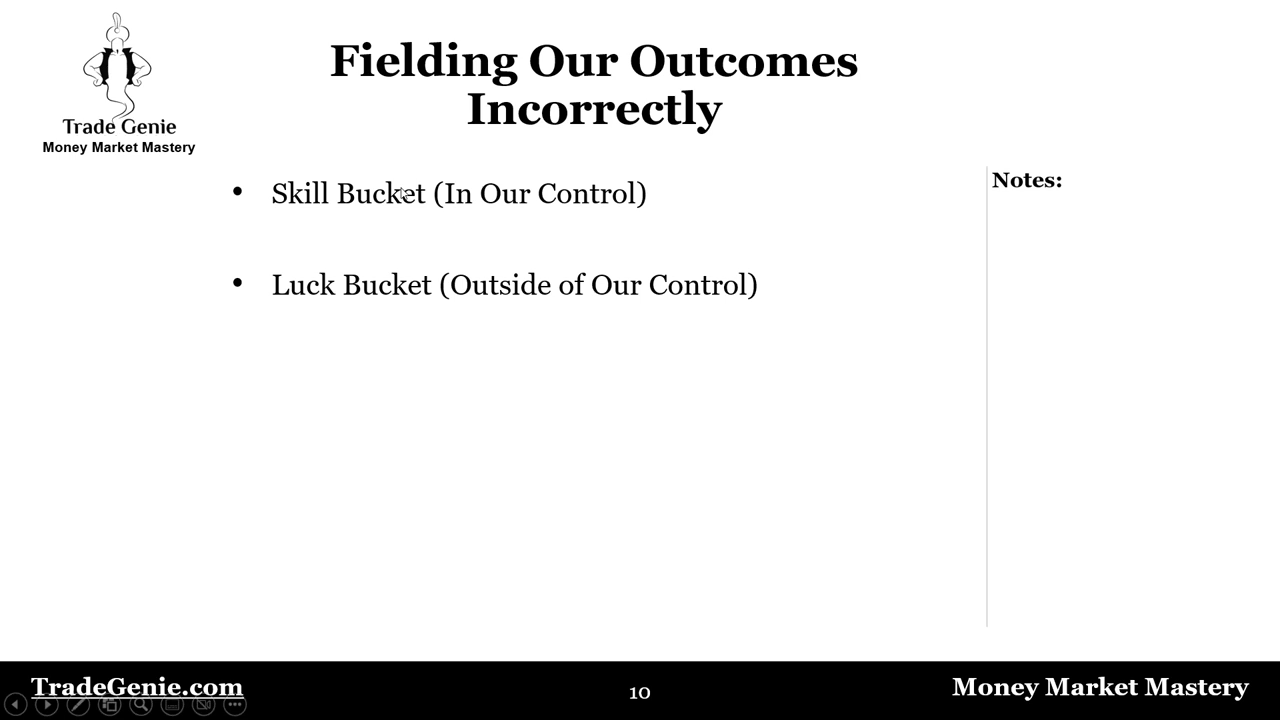 Trade Genie
Money Market Mastery
Fielding Our Outcomes
Incorrectly
• Skill Bucket (In Our Control)
• Luck Bucket (Outside of Our Control)
Notes:
TradeGenie.com
10
Money Market Mastery